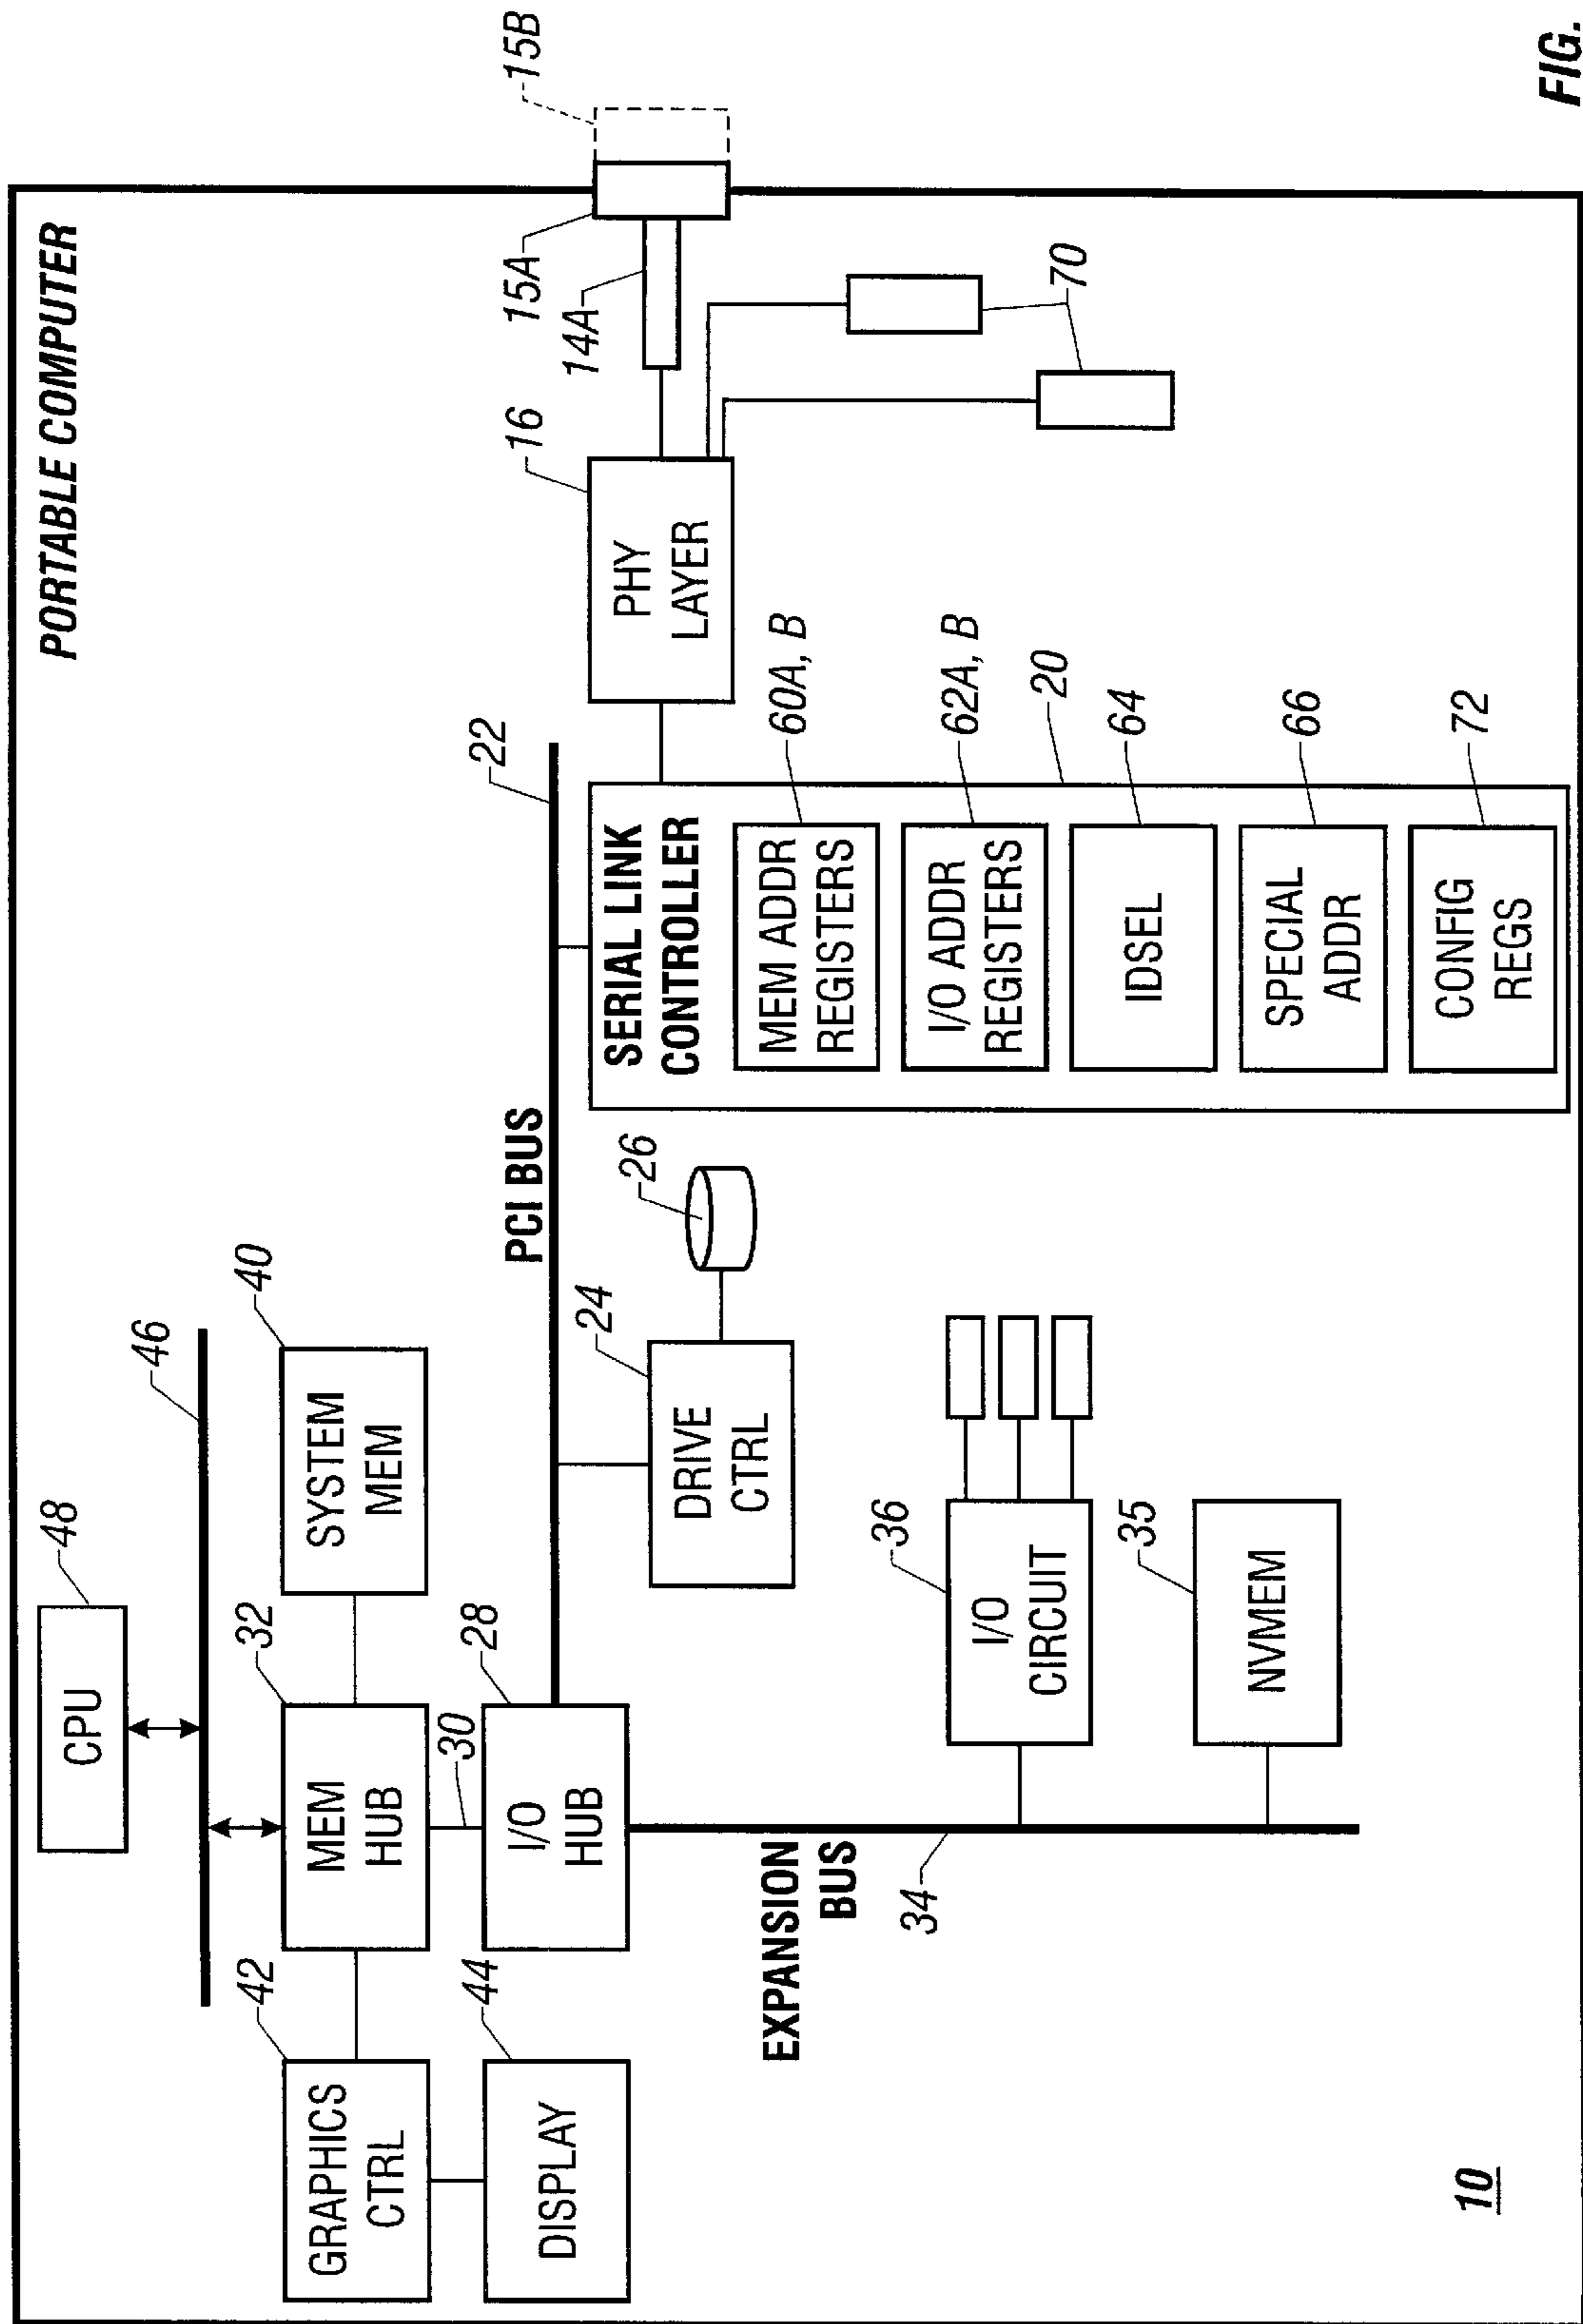 PORTABLE COMPUTER
48
CPU
46
42
32
40
GRAPHICS
CTRL
MEM
HUB
SYSTEM
MEM
30
44
28
DISPLAY
I/O
HUB
PCI BUS
22
16
14A
15A
15B
PHY
LAYER
24
26
DRIVE
CTRL
70
SERIAL LINK
CONTROLLER
MEM ADDR
REGISTERS
60A, B
I/O ADDR
REGISTERS
62A, B
20
IDSEL
64
SPECIAL
ADDR
66
CONFIG
REGS
72
EXPANSION
BUS
34
36
I/O
CIRCUIT
35
NVMEM
10
FIG.